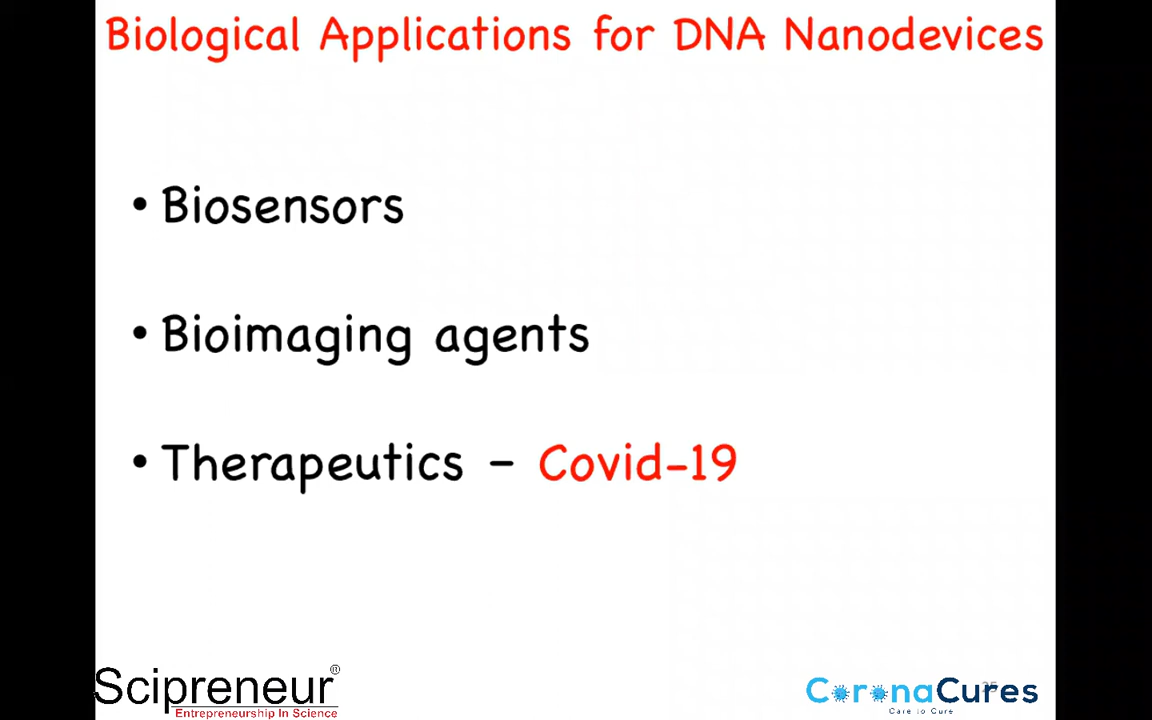 Biological Applications for DNA Nanodevices
• Biosensors
• Bioimaging agents
• Therapeutics – Covid-19
Scipreneur®
Entrepreneurship In Science
CoronaCures
Care to Cure